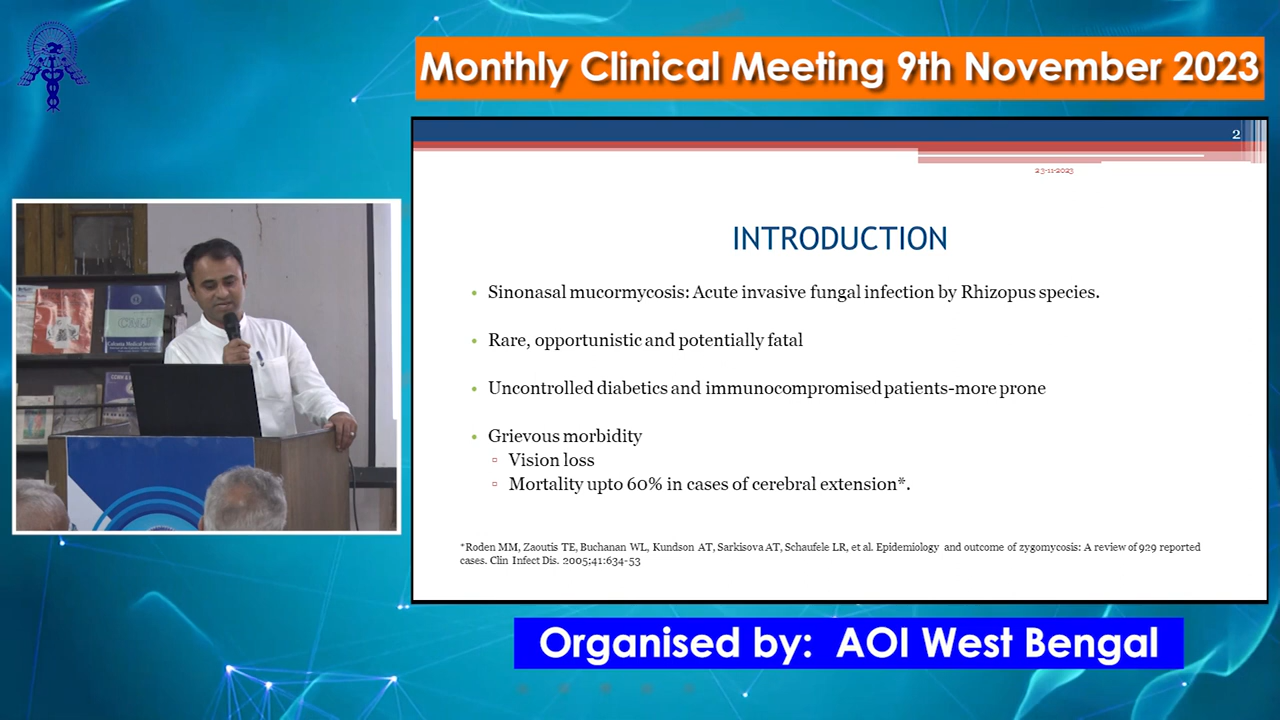 Monthly Clinical Meeting 9th November 2023
2
23-11-2023
INTRODUCTION
• Sinonasal mucormycosis: Acute invasive fungal infection by Rhizopus species.
• Rare, opportunistic and potentially fatal
• Uncontrolled diabetics and immunocompromised patients-more prone
• Grievous morbidity
▫ Vision loss
▫ Mortality upto 60% in cases of cerebral extension*.
*Roden MM, Zaoutis TE, Buchanan WL, Kundson AT, Sarkisova AT, Schaufele LR, et al. Epidemiology and outcome of zygomycosis: A review of 929 reported
cases. Clin Infect Dis. 2005;41:634-53
Calcutta Medical Journal
Organised by: AOI West Bengal